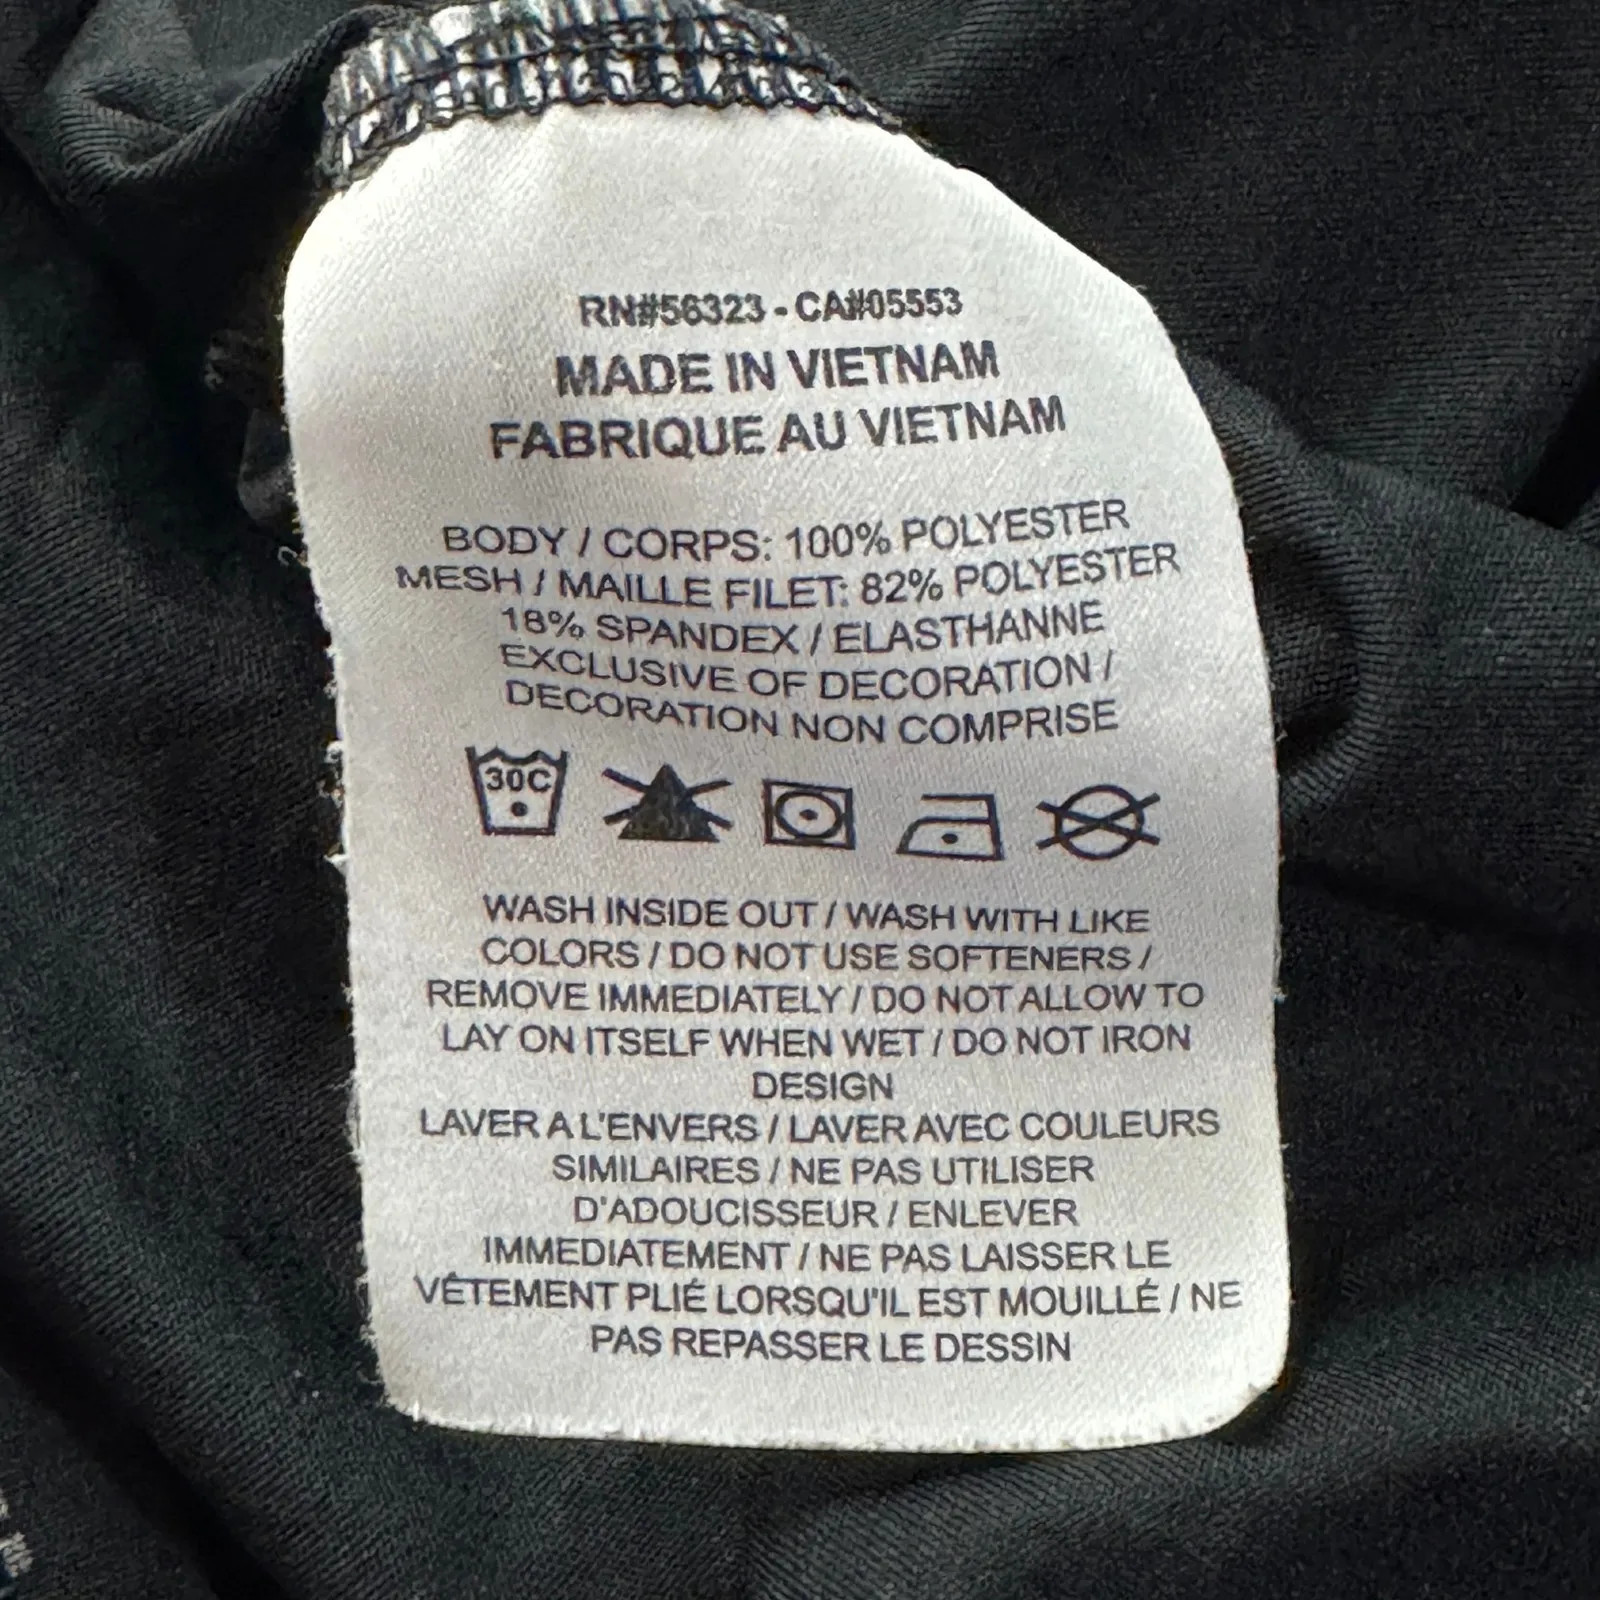 RN#56323 - CA#05553
MADE IN VIETNAM
FABRIQUE AU VIETNAM
BODY / CORPS: 100% POLYESTER
MESH / MAILLE FILET: 82% POLYESTER
18% SPANDEX / ELASTHANNE
EXCLUSIVE OF DECORATION /
DECORATION NON COMPRISE
30C
WASH INSIDE OUT / WASH WITH LIKE
COLORS / DO NOT USE SOFTENERS /
REMOVE IMMEDIATELY / DO NOT ALLOW TO
LAY ON ITSELF WHEN WET / DO NOT IRON
DESIGN
LAVER A L'ENVERS / LAVER AVEC COULEURS
SIMILAIRES / NE PAS UTILISER
D'ADOUCISSEUR / ENLEVER
IMMEDIATEMENT / NE PAS LAISSER LE
VÊTEMENT PLIÉ LORSQU'IL EST MOUILLÉ / NE
PAS REPASSER LE DESSIN